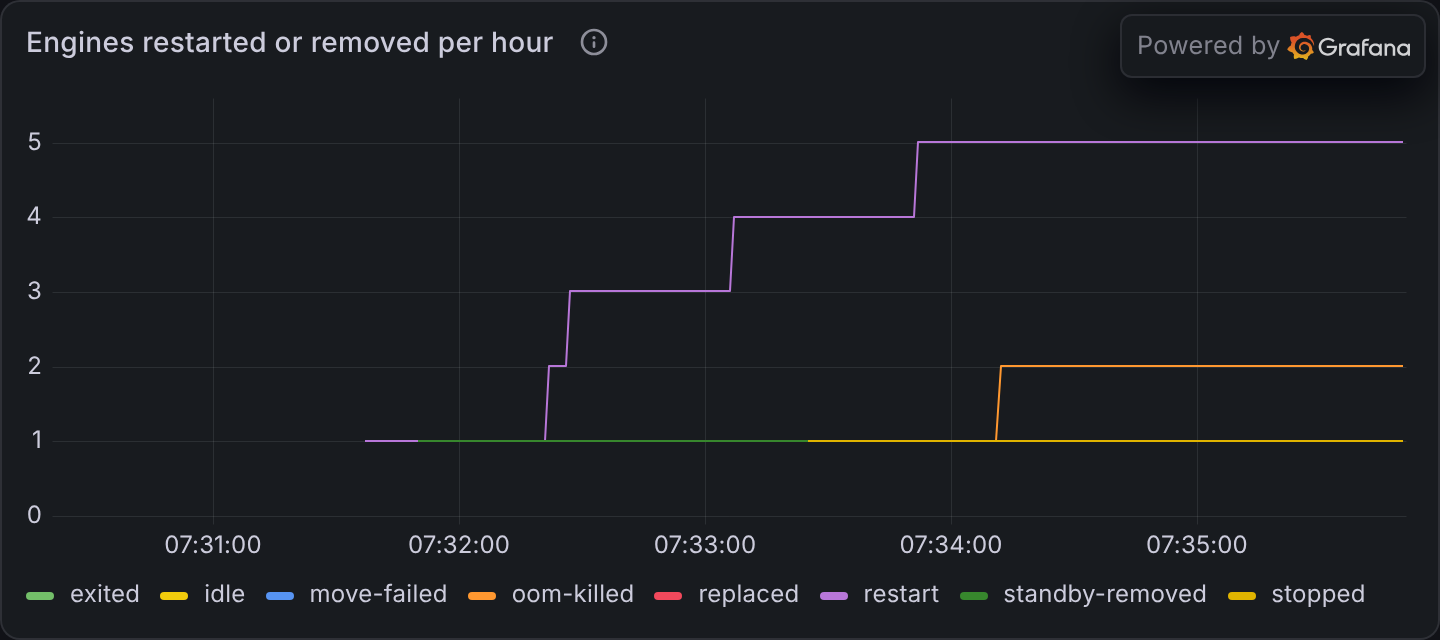 Engines restarted or removed per hour
Powered by Grafana
5
4
3
2
1
0
07:31:00 07:32:00 07:33:00 07:34:00 07:35:00
exited idle move-failed oom-killed replaced restart standby-removed stopped